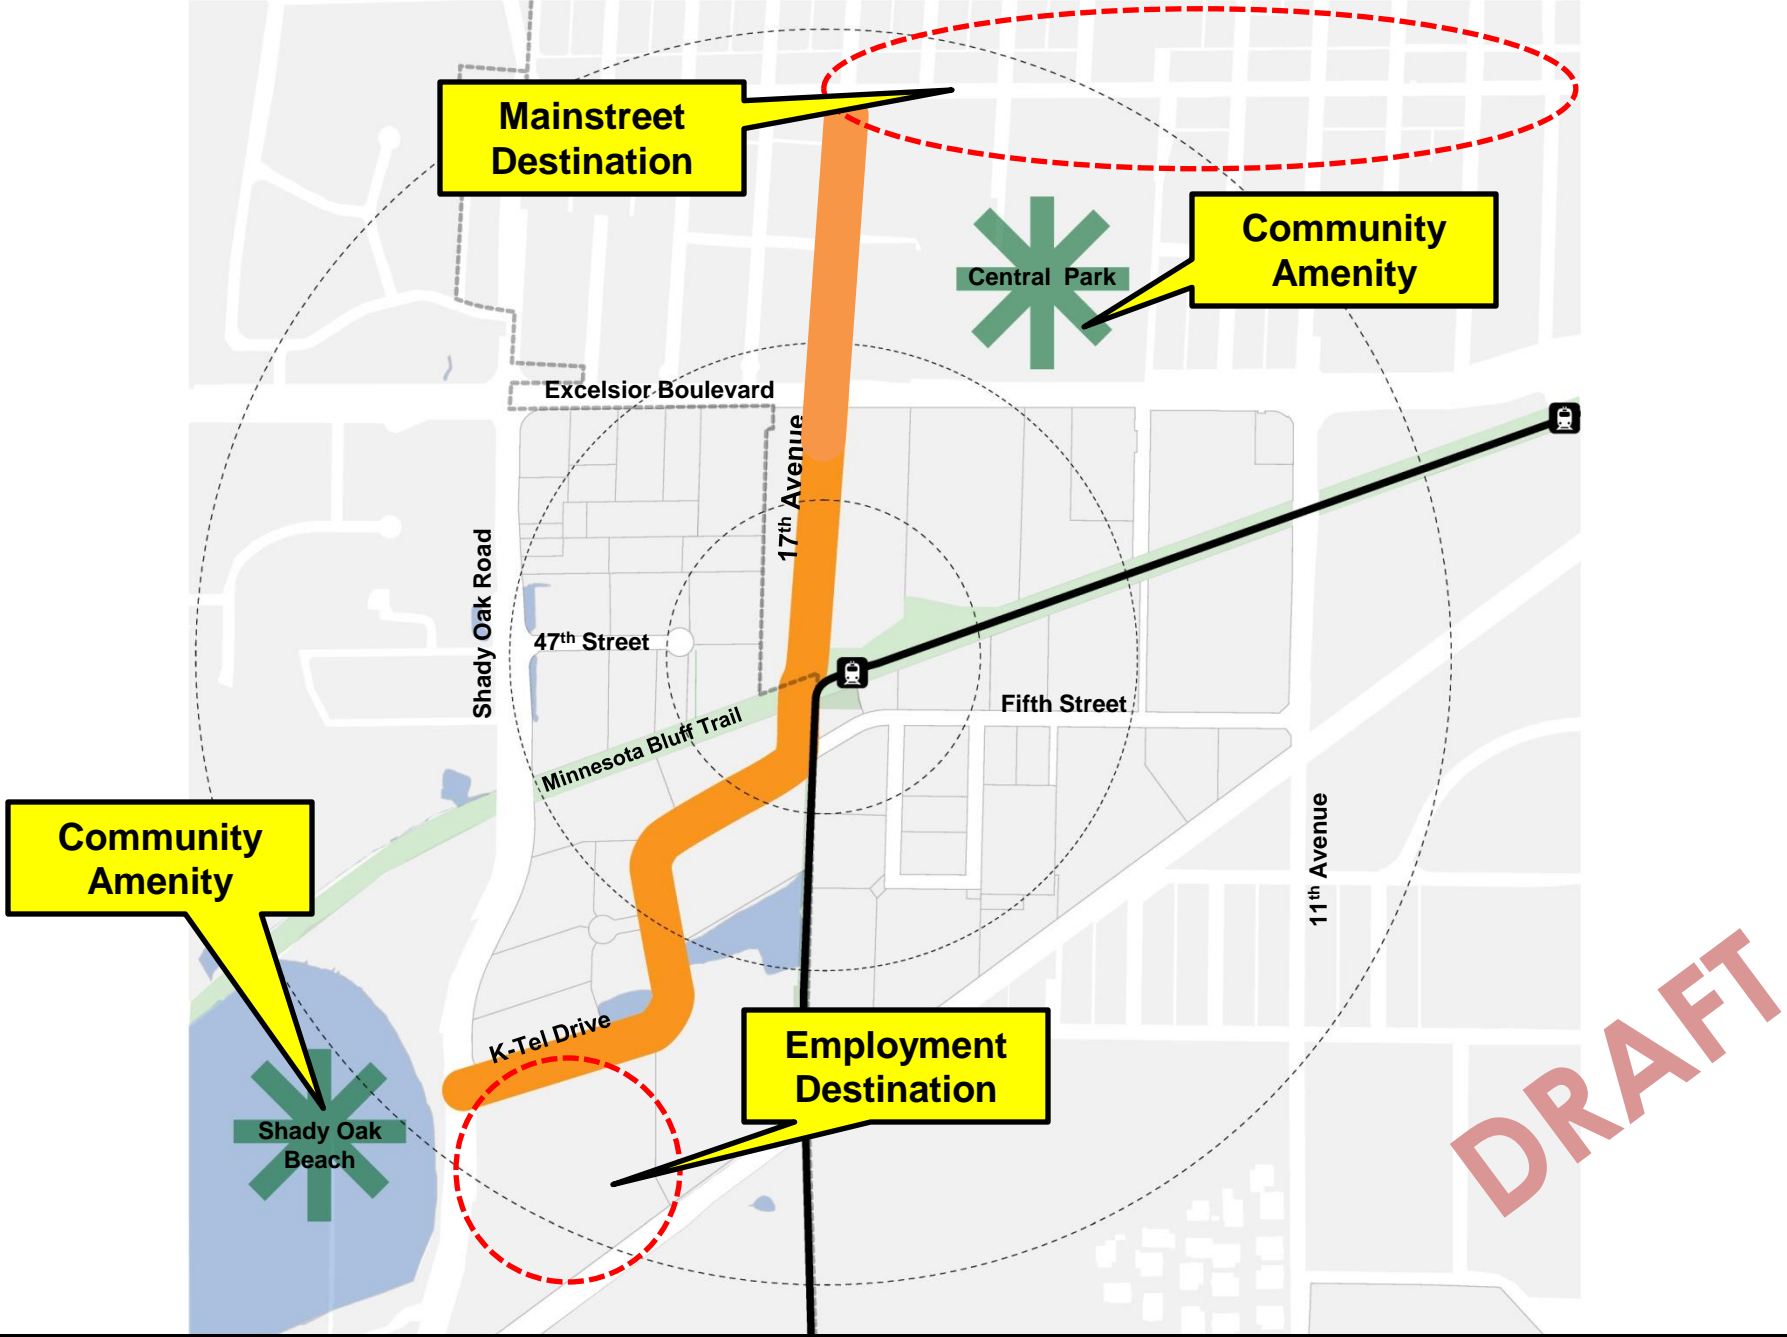 Mainstreet
Destination
Community
Amenity
Central Park
Excelsior Boulevard
17th Avenue
Shady Oak Road
47th Street
Fifth Street
Minnesota Bluff Trail
Community
Amenity
11th Avenue
K-Tel Drive
Employment
Destination
Shady Oak
Beach
DRAFT